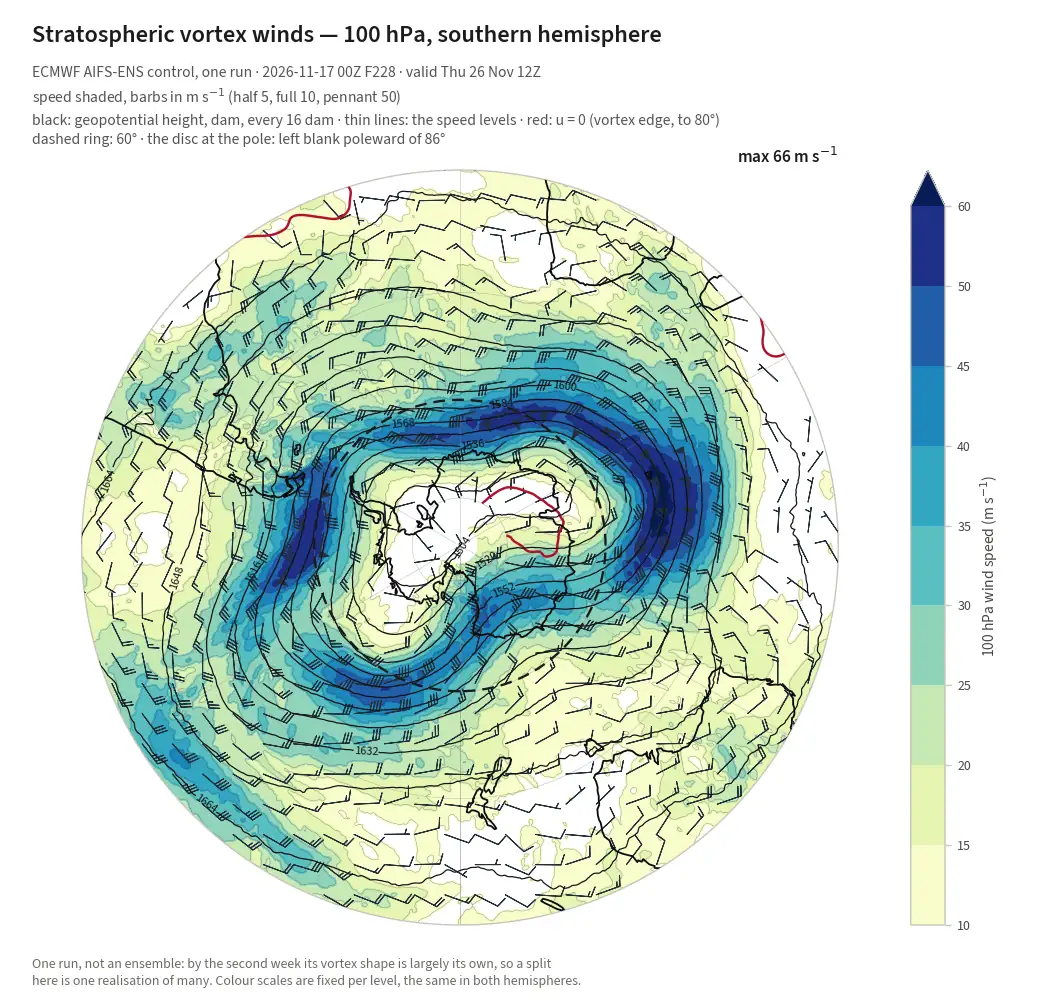 Stratospheric vortex winds — 100 hPa, southern hemisphere
ECMWF AIFS-ENS control, one run · 2026-11-17 00Z F228 · valid Thu 26 Nov 12Z
speed shaded, barbs in m s⁻¹ (half 5, full 10, pennant 50)
black: geopotential height, dam, every 16 dam · thin lines: the speed levels · red: u = 0 (vortex edge, to 80°)
dashed ring: 60° · the disc at the pole: left blank poleward of 86°
max 66 m s⁻¹
60
50
45
40
35
30
25
20
15
10
100 hPa wind speed (m s⁻¹)
1600
1584
1568
1536
1664
1504
1520
1552
1648
1616
1632
1664
One run, not an ensemble: by the second week its vortex shape is largely its own, so a split
here is one realisation of many. Colour scales are fixed per level, the same in both hemispheres.